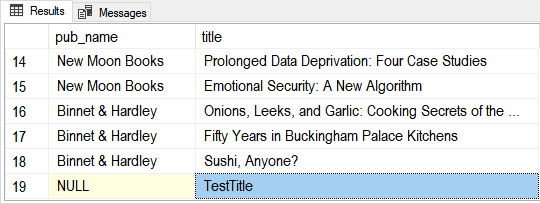 Results Messages
pub_name title
14 New Moon Books Prolonged Data Deprivation: Four Case Studies
15 New Moon Books Emotional Security: A New Algorithm
16 Binnet & Hardley Onions, Leeks, and Garlic: Cooking Secrets of the ...
17 Binnet & Hardley Fifty Years in Buckingham Palace Kitchens
18 Binnet & Hardley Sushi, Anyone?
19 NULL TestTitle